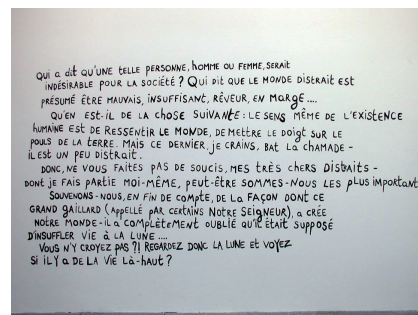 QUI A DIT QU'UNE TELLE PERSONNE, HOMME OU FEMME, SERAIT
INDÉSIRABLE POUR LA SOCIÉTÉ? QUI DIT QUE LE MONDE DISTRAIT EST
PRÉSUMÉ ÊTRE MAUVAIS, INSUFFISANT, RÊVEUR, EN MARGE....
QU'EN EST-IL DE LA CHOSE SUIVANTE: LE SENS MÊME DE L'EXISTENCE
HUMAINE EST DE RESSENTIR LE MONDE, DE METTRE LE DOIGT SUR LE
POULS DE LA TERRE. MAIS CE DERNIER, JE CRAINS, BAT LA CHAMADE-
IL EST UN PEU DISTRAIT.
DONC, NE VOUS FAITES PAS DE SOUCIS, MES TRÈS CHERS DISTRAITS-
DONT JE FAIS PARTIE MOI-MÊME, PEUT-ÊTRE SOMMES-NOUS LES PLUS IMPORTANT
SOUVENONS-NOUS, EN FIN DE COMPTE, DE LA FAÇON DONT CE
GRAND GAILLARD (APPELLÉ PAR CERTAINS NOTRE SEIGNEUR), A CRÉE
NOTRE MONDE-IL A COMPLÈTEMENT OUBLIÉ QU'IL ÉTAIT SUPPOSÉ
D'INSUFFLER VIE À LA LUNE....
VOUS N'Y CROYEZ PAS?! REGARDEZ DONC LA LUNE ET VOYEZ
SI IL Y A DE LA VIE LÀ-HAUT?